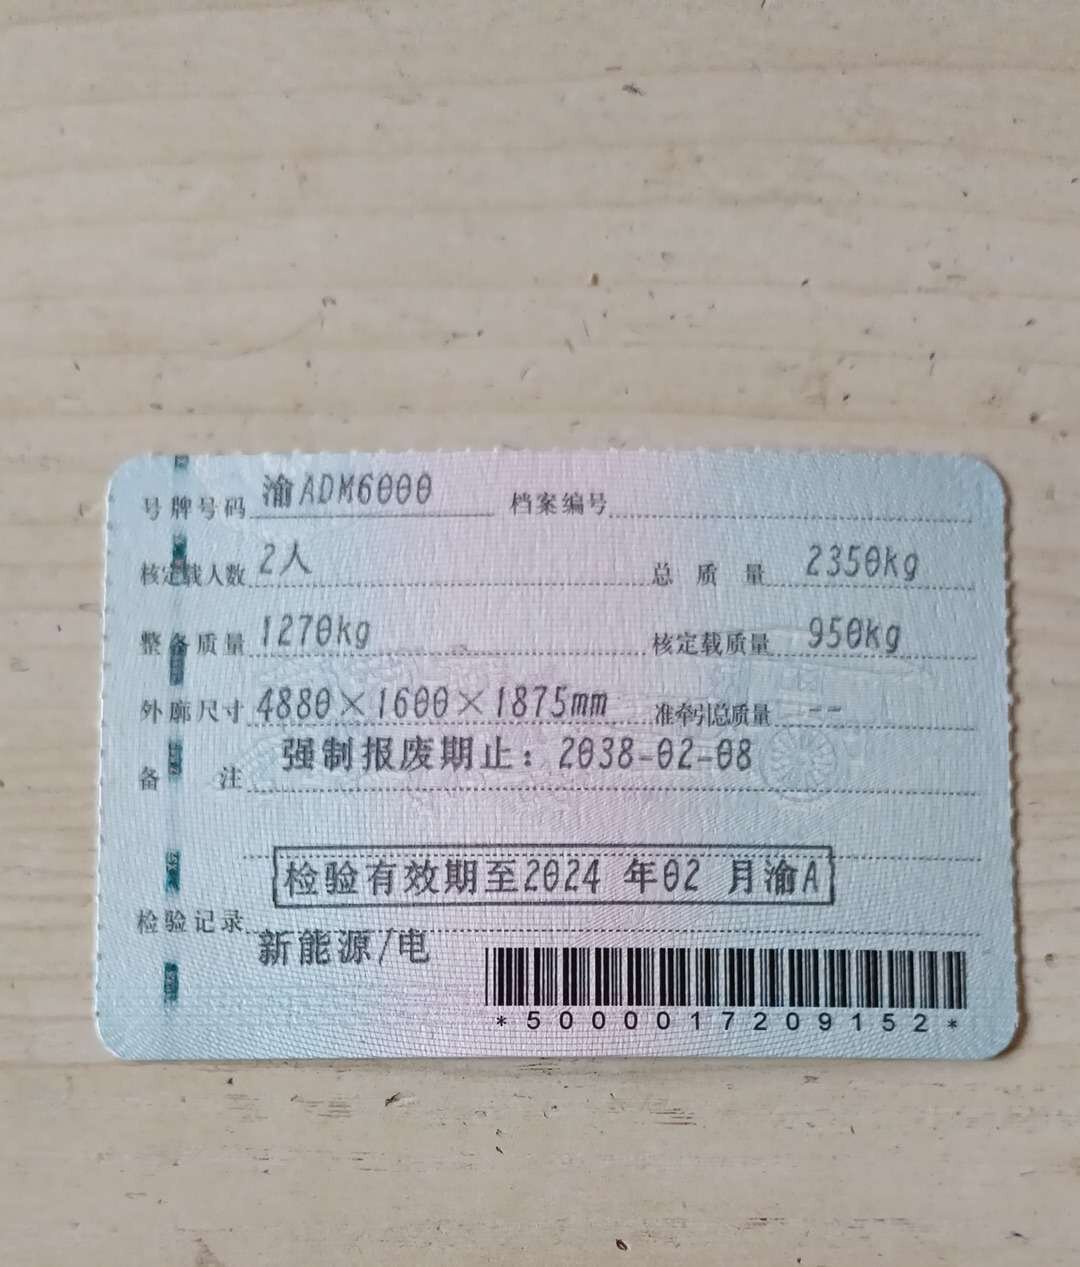 号牌号码 渝ADM6000 档案编号
核定载人数 2人 总质量 2350kg
整备质量 1270kg 核定载质量 950kg
外廓尺寸 4880×1600×1875mm 准牵引总质量 --
备注 强制报废期止：2038-02-08
检验有效期至2024 年02 月渝A
检验记录
新能源/电
*5000017209152*